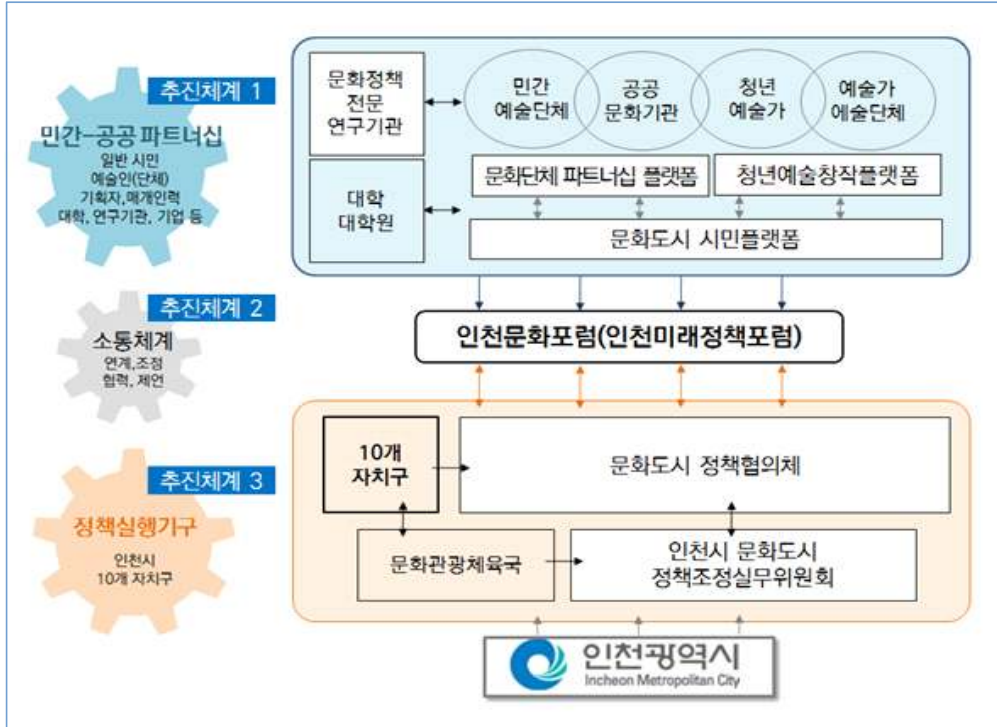 추진체계 1
민간-공공 파트너십
일반 시민
예술인(단체)
기획자,매개인력
대학, 연구기관, 기업 등
문화정책
전문
연구기관
대학
대학원
민간
예술단체
공공
문화기관
청년
예술가
예술가
에술단체
문화단체 파트너십 플랫폼
청년예술창작플랫폼
문화도시 시민플랫폼
추진체계 2
소통체계
연계,조정
협력, 제언
인천문화포럼(인천미래정책포럼)
추진체계 3
정책실행기구
인천시
10개 자치구
10개
자치구
문화도시 정책협의체
문화관광체육국
인천시 문화도시
정책조정실무위원회
인천광역시
Incheon Metropolitan City